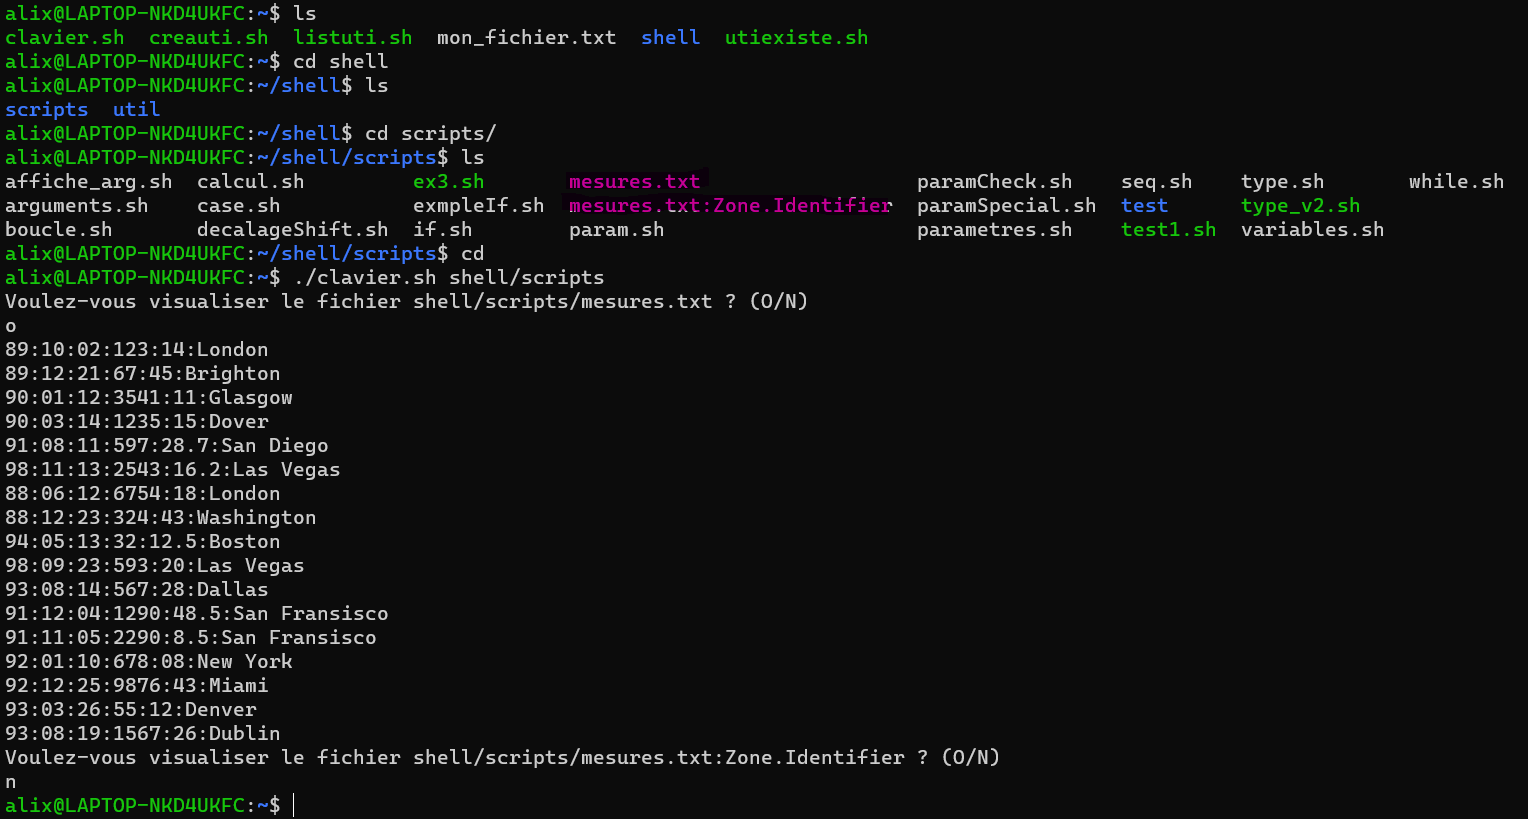 alix@LAPTOP-NKD4UKFC:~$ ls
clavier.sh  creauti.sh  listuti.sh  mon_fichier.txt  shell  utiexiste.sh
alix@LAPTOP-NKD4UKFC:~$ cd shell
alix@LAPTOP-NKD4UKFC:~/shell$ ls
scripts  util
alix@LAPTOP-NKD4UKFC:~/shell$ cd scripts/
alix@LAPTOP-NKD4UKFC:~/shell/scripts$ ls
affiche_arg.sh  calcul.sh         ex3.sh       mesures.txt                  paramCheck.sh    seq.sh    type.sh       while.sh
arguments.sh    case.sh           exmpleIf.sh  mesures.txt:Zone.Identifier  paramSpecial.sh  test      type_v2.sh
boucle.sh       decalageShift.sh  if.sh        param.sh                     parametres.sh    test1.sh  variables.sh
alix@LAPTOP-NKD4UKFC:~/shell/scripts$ cd
alix@LAPTOP-NKD4UKFC:~$ ./clavier.sh shell/scripts
Voulez-vous visualiser le fichier shell/scripts/mesures.txt ? (O/N)
o
89:10:02:123:14:London
89:12:21:67:45:Brighton
90:01:12:3541:11:Glasgow
90:03:14:1235:15:Dover
91:08:11:597:28.7:San Diego
98:11:13:2543:16.2:Las Vegas
88:06:12:6754:18:London
88:12:23:324:43:Washington
94:05:13:32:12.5:Boston
98:09:23:593:20:Las Vegas
93:08:14:567:28:Dallas
91:12:04:1290:48.5:San Fransisco
91:11:05:2290:8.5:San Fransisco
92:01:10:678:08:New York
92:12:25:9876:43:Miami
93:03:26:55:12:Denver
93:08:19:1567:26:Dublin
Voulez-vous visualiser le fichier shell/scripts/mesures.txt:Zone.Identifier ? (O/N)
n
alix@LAPTOP-NKD4UKFC:~$